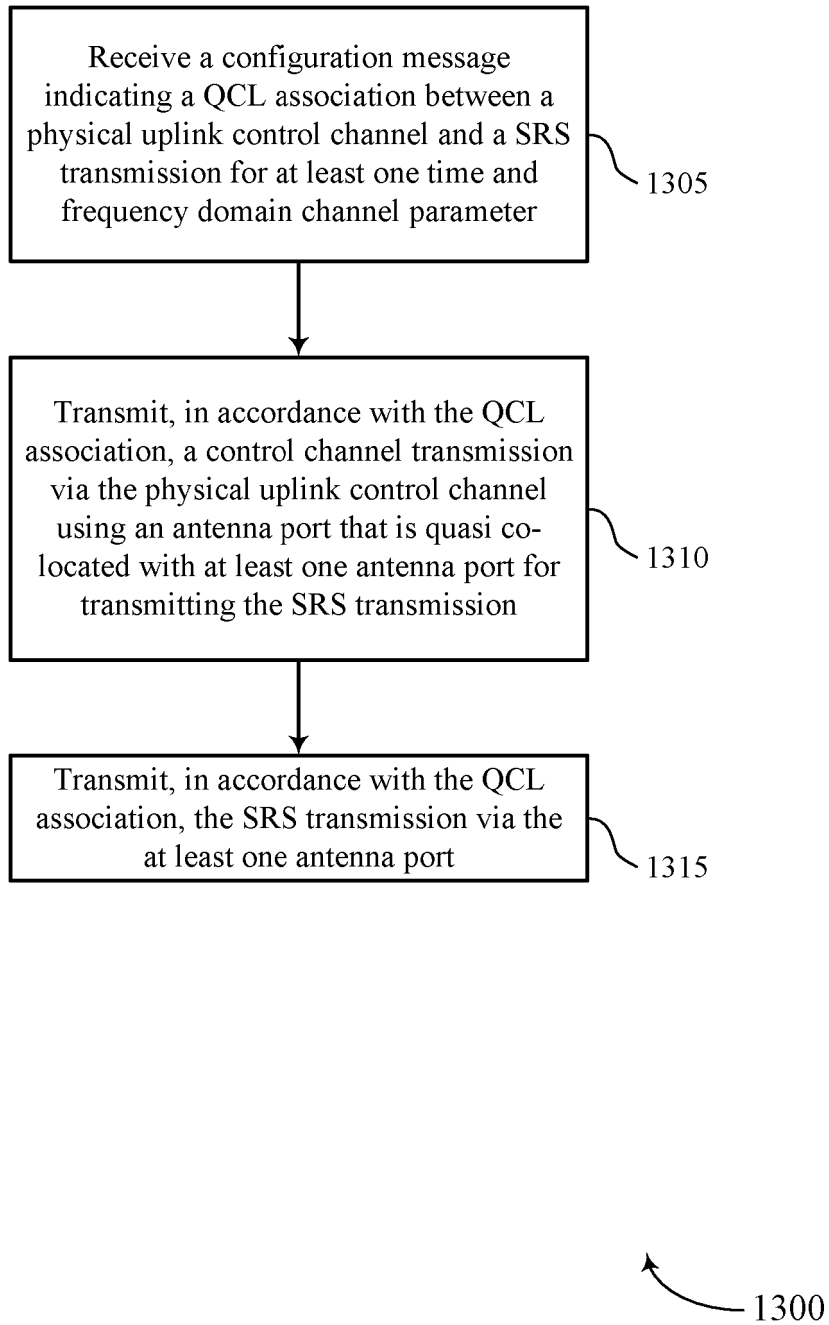 Receive a configuration message
indicating a QCL association between a
physical uplink control channel and a SRS
transmission for at least one time and
frequency domain channel parameter
1305
Transmit, in accordance with the QCL
association, a control channel transmission
via the physical uplink control channel
using an antenna port that is quasi co-
located with at least one antenna port for
transmitting the SRS transmission
1310
Transmit, in accordance with the QCL
association, the SRS transmission via the
at least one antenna port
1315
1300